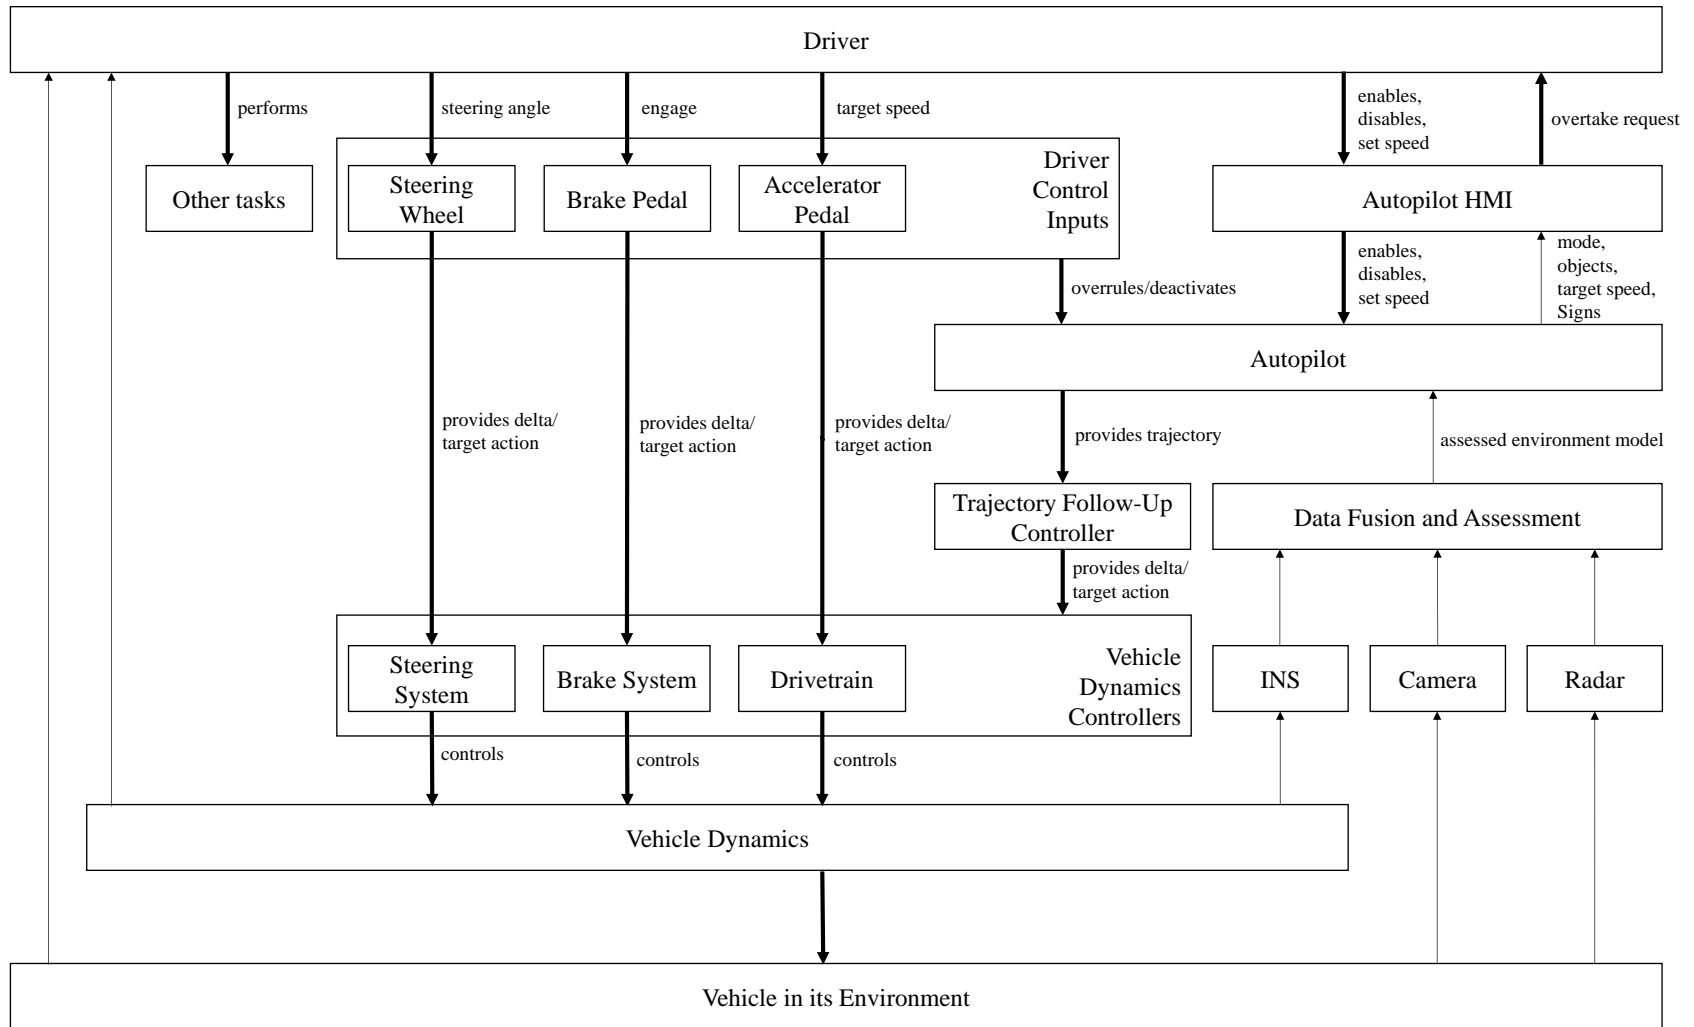 Driver
performs
steering angle
engage
target speed
enables,
disables,
set speed
overtake request
Other tasks
Steering
Wheel
Brake Pedal
Accelerator
Pedal
Driver
Control
Inputs
Autopilot HMI
overrules/deactivates
enables,
disables,
set speed
mode,
objects,
target speed,
Signs
Autopilot
provides delta/
target action
provides delta/
target action
provides delta/
target action
provides trajectory
assessed environment model
Trajectory Follow-Up
Controller
Data Fusion and Assessment
provides delta/
target action
Steering
System
Brake System
Drivetrain
Vehicle
Dynamics
Controllers
INS
Camera
Radar
controls
controls
controls
Vehicle Dynamics
Vehicle in its Environment